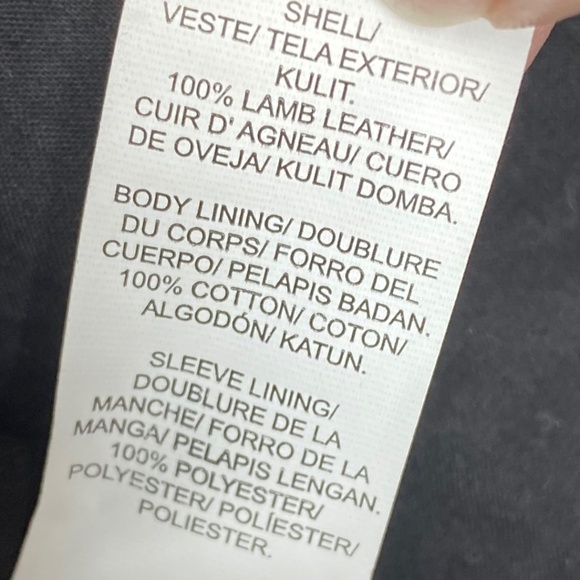 SHELL/
VESTE/ TELA EXTERIOR/
KULIT.
100% LAMB LEATHER/
CUIR D' AGNEAU/ CUERO
DE OVEJA/ KULIT DOMBA.
BODY LINING/ DOUBLURE
DU CORPS/ FORRO DEL
CUERPO/ PELAPIS BADAN.
100% COTTON/ COTON/
ALGODÓN/ KATUN.
SLEEVE LINING/
DOUBLURE DE LA
MANCHE/ FORRO DE LA
MANGA/ PELAPIS LENGAN.
100% POLYESTER/
POLYESTER/ POLÍESTER/
POLIESTER.